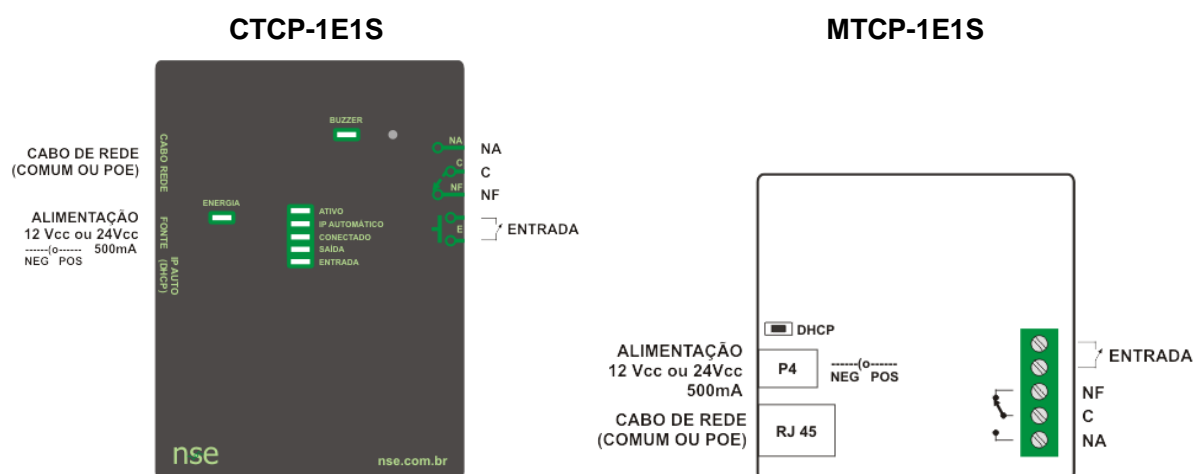 CTCP-1E1S
BUZZER
CABO REDE
CABO DE REDE
(COMUM OU POE)
NA
C
NF
NA
C
NF
ENERGIA
ALIMENTAÇÃO
12 Vcc ou 24Vcc
------(o------ 500mA
NEG POS
FONTE
IP AUTO
(DHCP)
ATIVO
IP AUTOMÁTICO
CONECTADO
SAÍDA
ENTRADA
E
ENTRADA
nse
nse.com.br
MTCP-1E1S
DHCP
ALIMENTAÇÃO
12 Vcc ou 24Vcc
500mA
P4
------(o------
NEG POS
CABO DE REDE
(COMUM OU POE)
RJ 45
ENTRADA
NF
C
NA